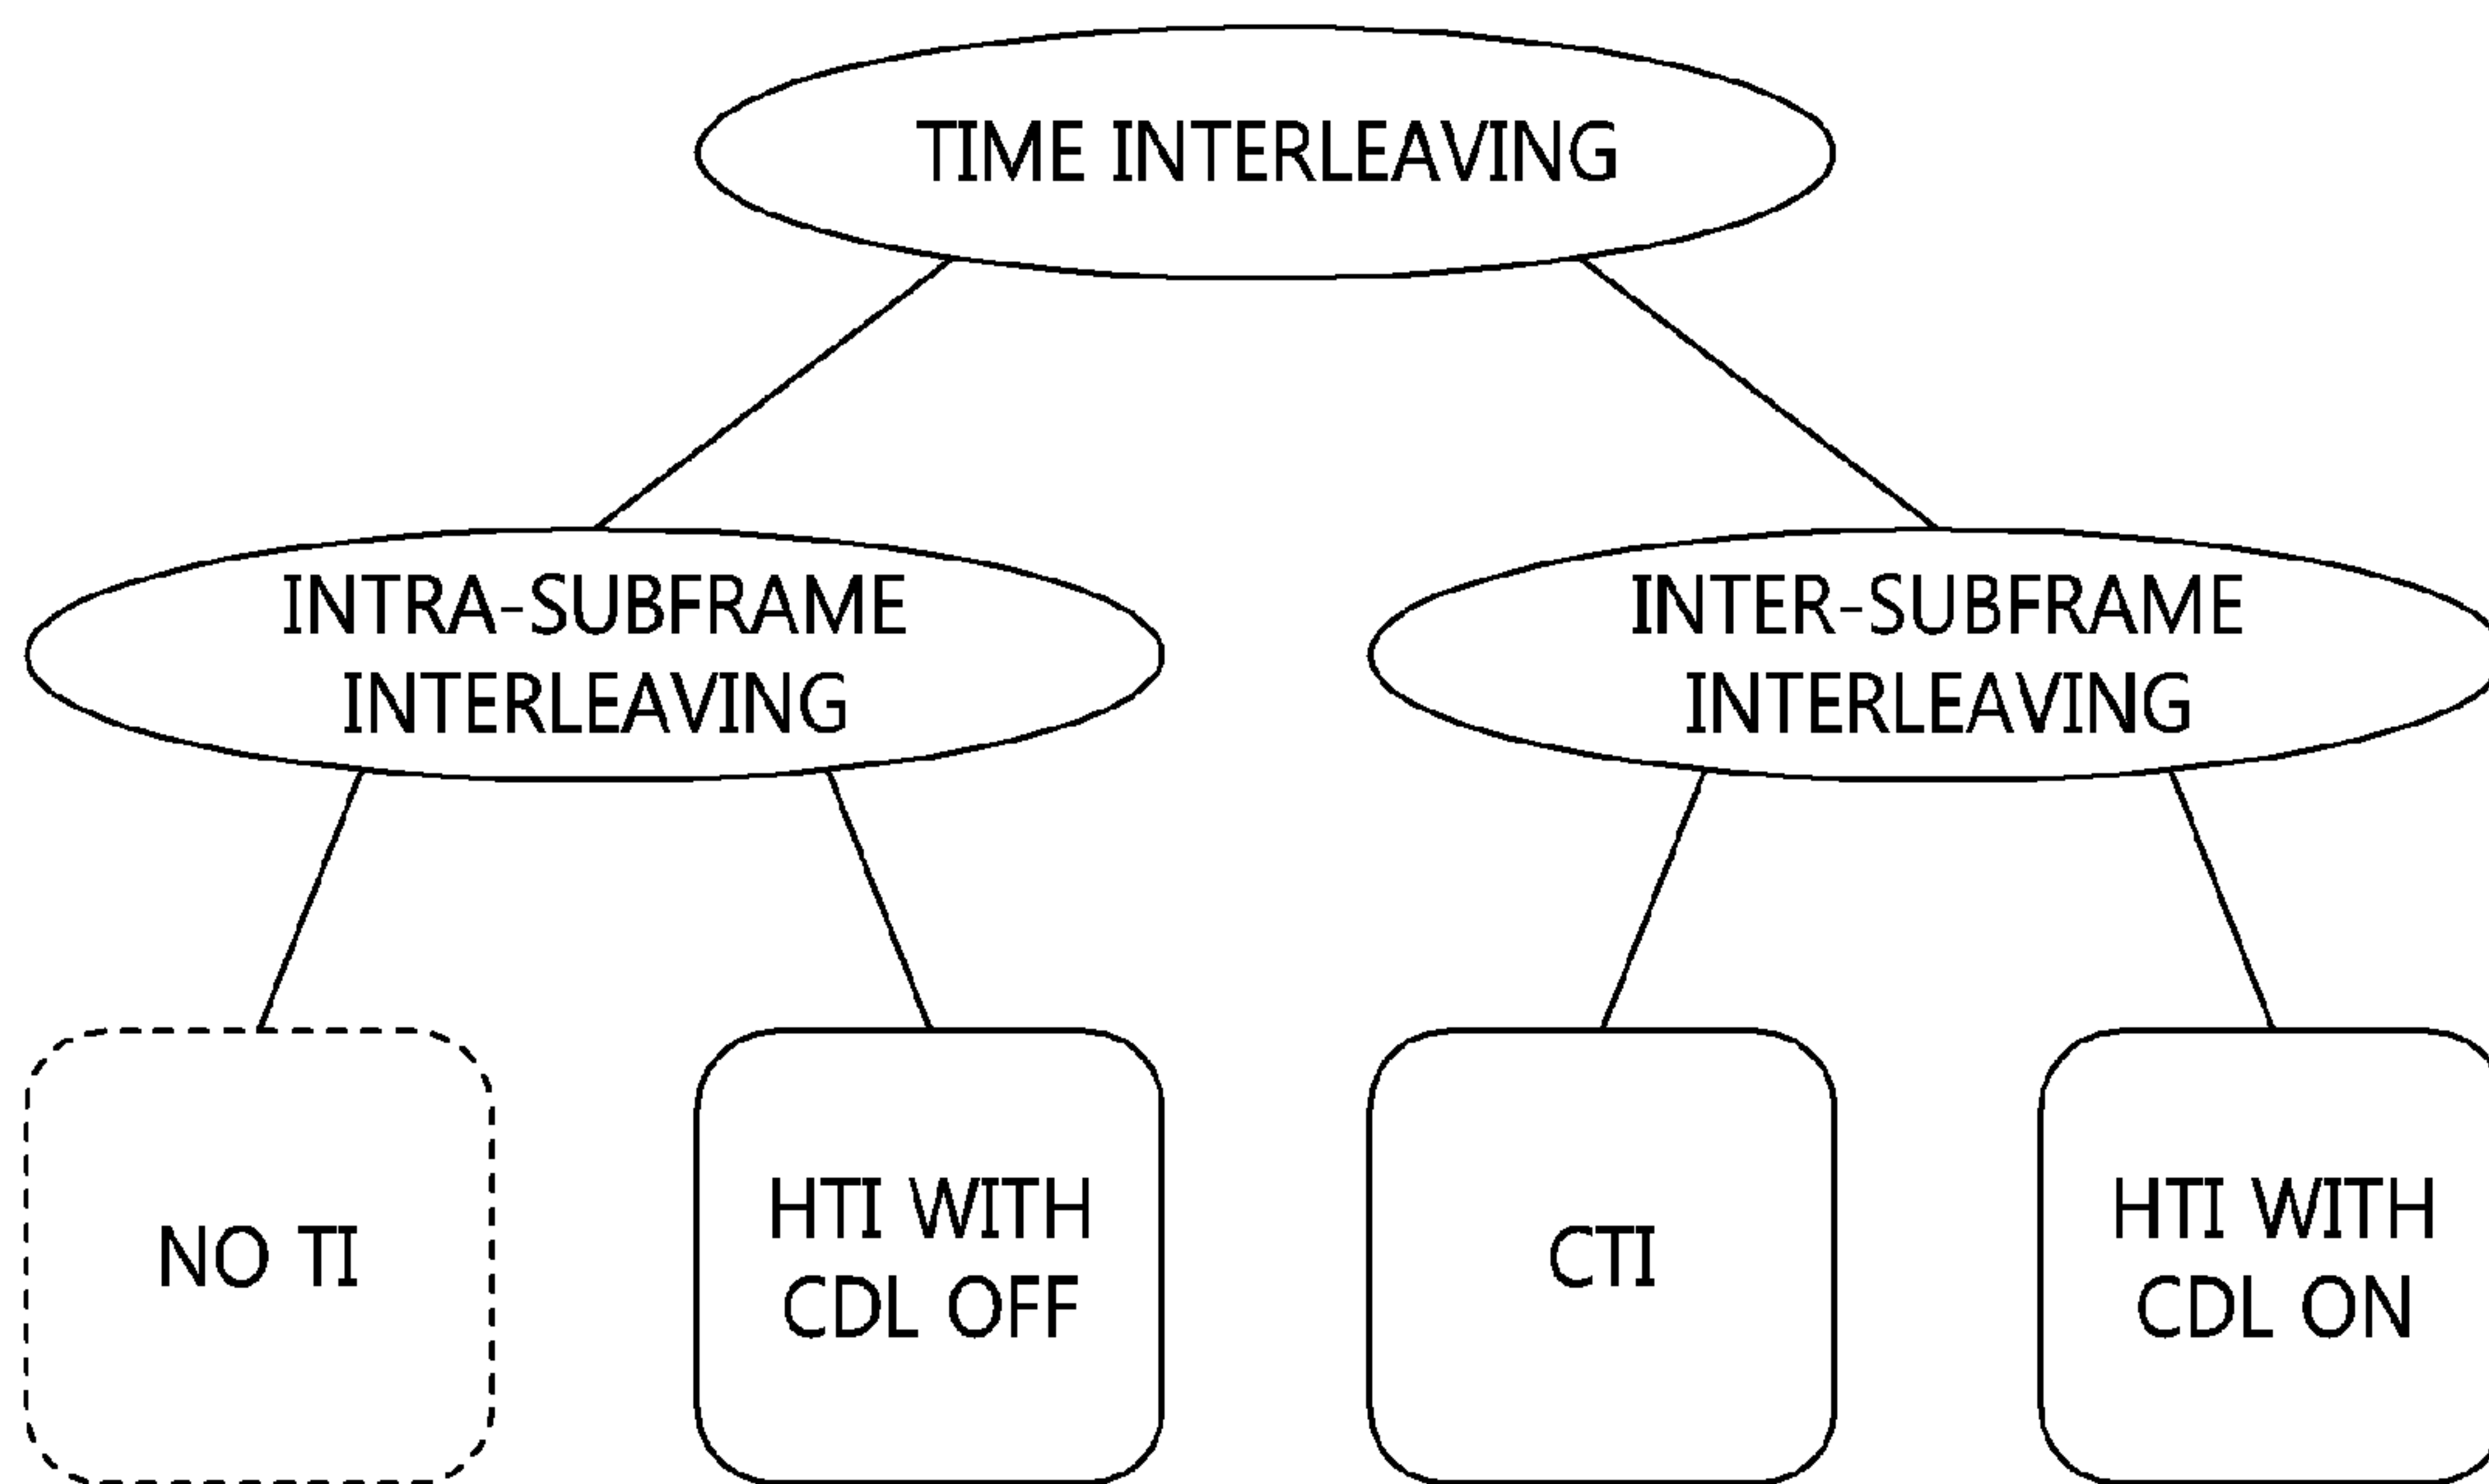 TIME INTERLEAVING
INTRA-SUBFRAME
INTERLEAVING
INTER-SUBFRAME
INTERLEAVING
NO TI
HTI WITH
CDL OFF
CTI
HTI WITH
CDL ON